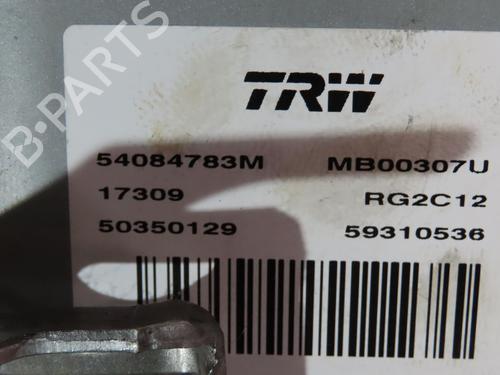 B-PARTS
TRW
54084783M MB00307U
17309 RG2C12
50350129 59310536